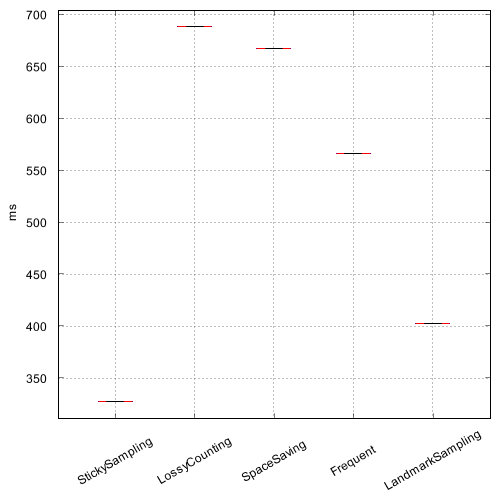 700
650
600
550
500
450
400
350
ms
StickySampling
LossyCounting
SpaceSaving
Frequent
LandmarkSampling